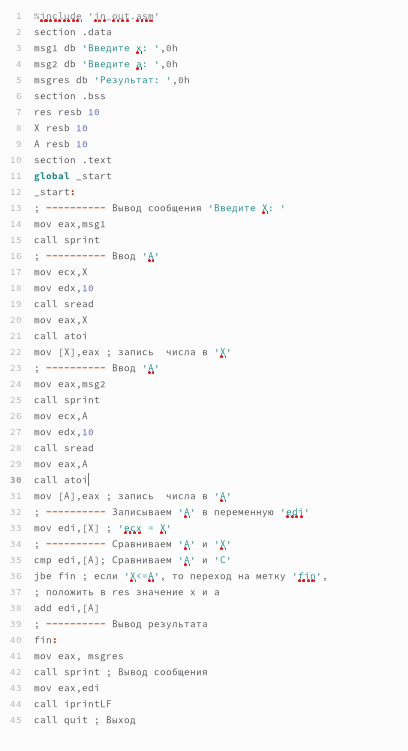 1 %include 'in_out.asm'
2 section .data
3 msg1 db 'Введите x: ',0h
4 msg2 db 'Введите a: ',0h
5 msgres db 'Результат: ',0h
6 section .bss
7 res resb 10
8 X resb 10
9 A resb 10
10 section .text
11 global _start
12 _start:
13 ; ---------- Вывод сообщения 'Введите X: '
14 mov eax,msg1
15 call sprint
16 ; ---------- Ввод 'A'
17 mov ecx,X
18 mov edx,10
19 call sread
20 mov eax,X
21 call atoi
22 mov [X],eax ; запись  числа в 'X'
23 ; ---------- Ввод 'A'
24 mov eax,msg2
25 call sprint
26 mov ecx,A
27 mov edx,10
28 call sread
29 mov eax,A
30 call atoi
31 mov [A],eax ; запись  числа в 'A'
32 ; ---------- Записываем 'A' в переменную 'edi'
33 mov edi,[X] ; 'ecx = X'
34 ; ---------- Сравниваем 'A' и 'X'
35 cmp edi,[A]; Сравниваем 'A' и 'C'
36 jbe fin ; если 'X<=A', то переход на метку 'fin',
37 ; положить в res значение x и a
38 add edi,[A]
39 ; ---------- Вывод результата
40 fin:
41 mov eax, msgres
42 call sprint ; Вывод сообщения
43 mov eax,edi
44 call iprintLF
45 call quit ; Выход